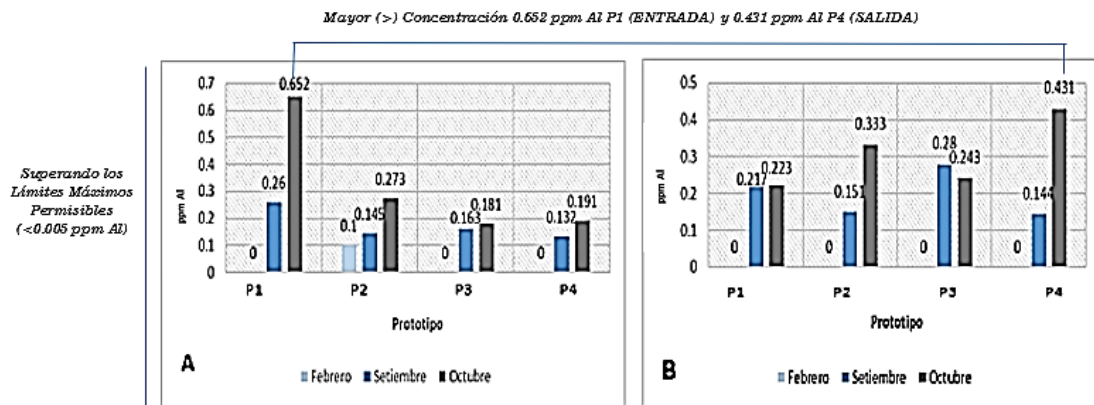 Mayor (>) Concentración 0.652 ppm Al P1 (ENTRADA) y 0.431 ppm Al P4 (SALIDA)
Superando los
Límites Máximos
Permisibles
(<0.005 ppm Al)
0.7
0.6
0.5
0.4
0.3
0.2
0.1
0
ppm Al
0
0.26
0.652
0.1
0.145
0.273
0
0.163
0.181
0
0.132
0.191
P1
P2
P3
P4
Prototipo
A
Febrero
Setiembre
Octubre
0.5
0.4
0.3
0.2
0.1
0
ppm Al
0
0.217
0.223
0
0.151
0.333
0
0.28
0.243
0
0.144
0.431
P1
P2
P3
P4
Prototipo
B
Febrero
Setiembre
Octubre